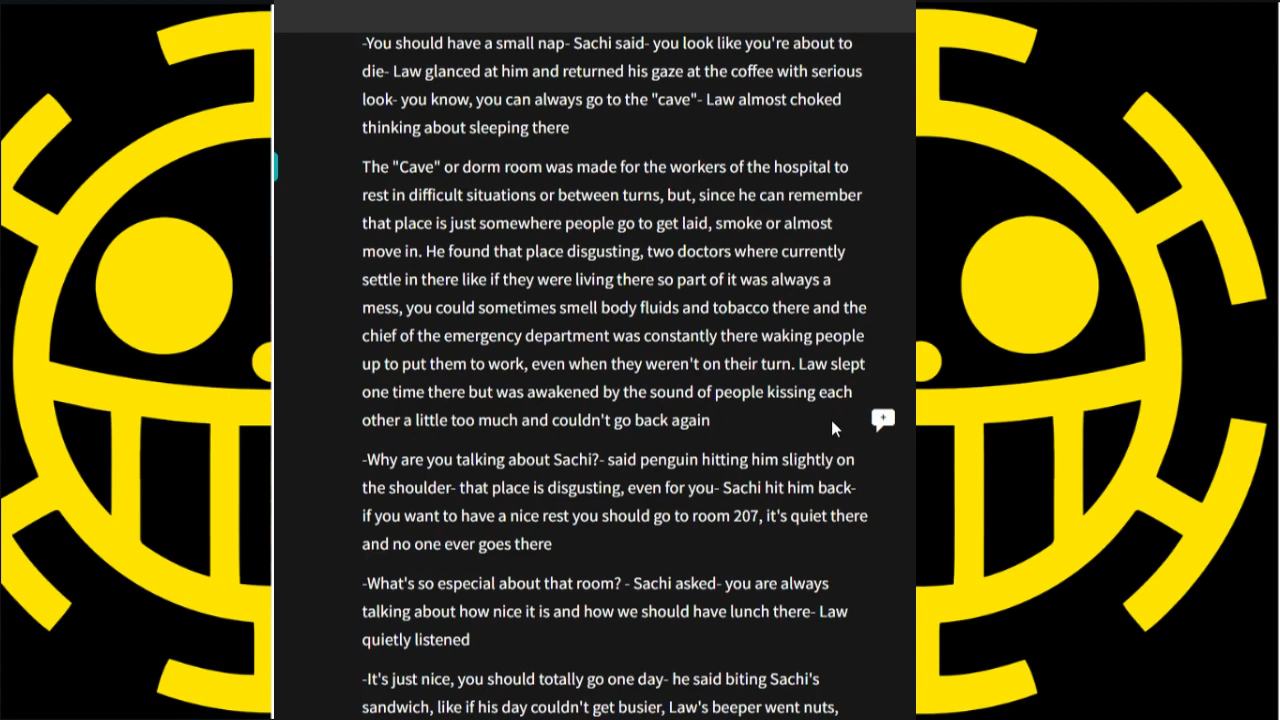 -You should have a small nap- Sachi said- you look like you're about to
die- Law glanced at him and returned his gaze at the coffee with serious
look- you know, you can always go to the "cave"- Law almost choked
thinking about sleeping there
The "Cave" or dorm room was made for the workers of the hospital to
rest in difficult situations or between turns, but, since he can remember
that place is just somewhere people go to get laid, smoke or almost
move in. He found that place disgusting, two doctors where currently
settle in there like if they were living there so part of it was always a
mess, you could sometimes smell body fluids and tobacco there and the
chief of the emergency department was constantly there waking people
up to put them to work, even when they weren't on their turn. Law slept
one time there but was awakened by the sound of people kissing each
other a little too much and couldn't go back again
-Why are you talking about Sachi?- said penguin hitting him slightly on
the shoulder- that place is disgusting, even for you- Sachi hit him back-
if you want to have a nice rest you should go to room 207, it's quiet there
and no one ever goes there
-What's so especial about that room? - Sachi asked- you are always
talking about how nice it is and how we should have lunch there- Law
quietly listened
-It's just nice, you should totally go one day- he said biting Sachi's
sandwich, like if his day couldn't get busier, Law's beeper went nuts,